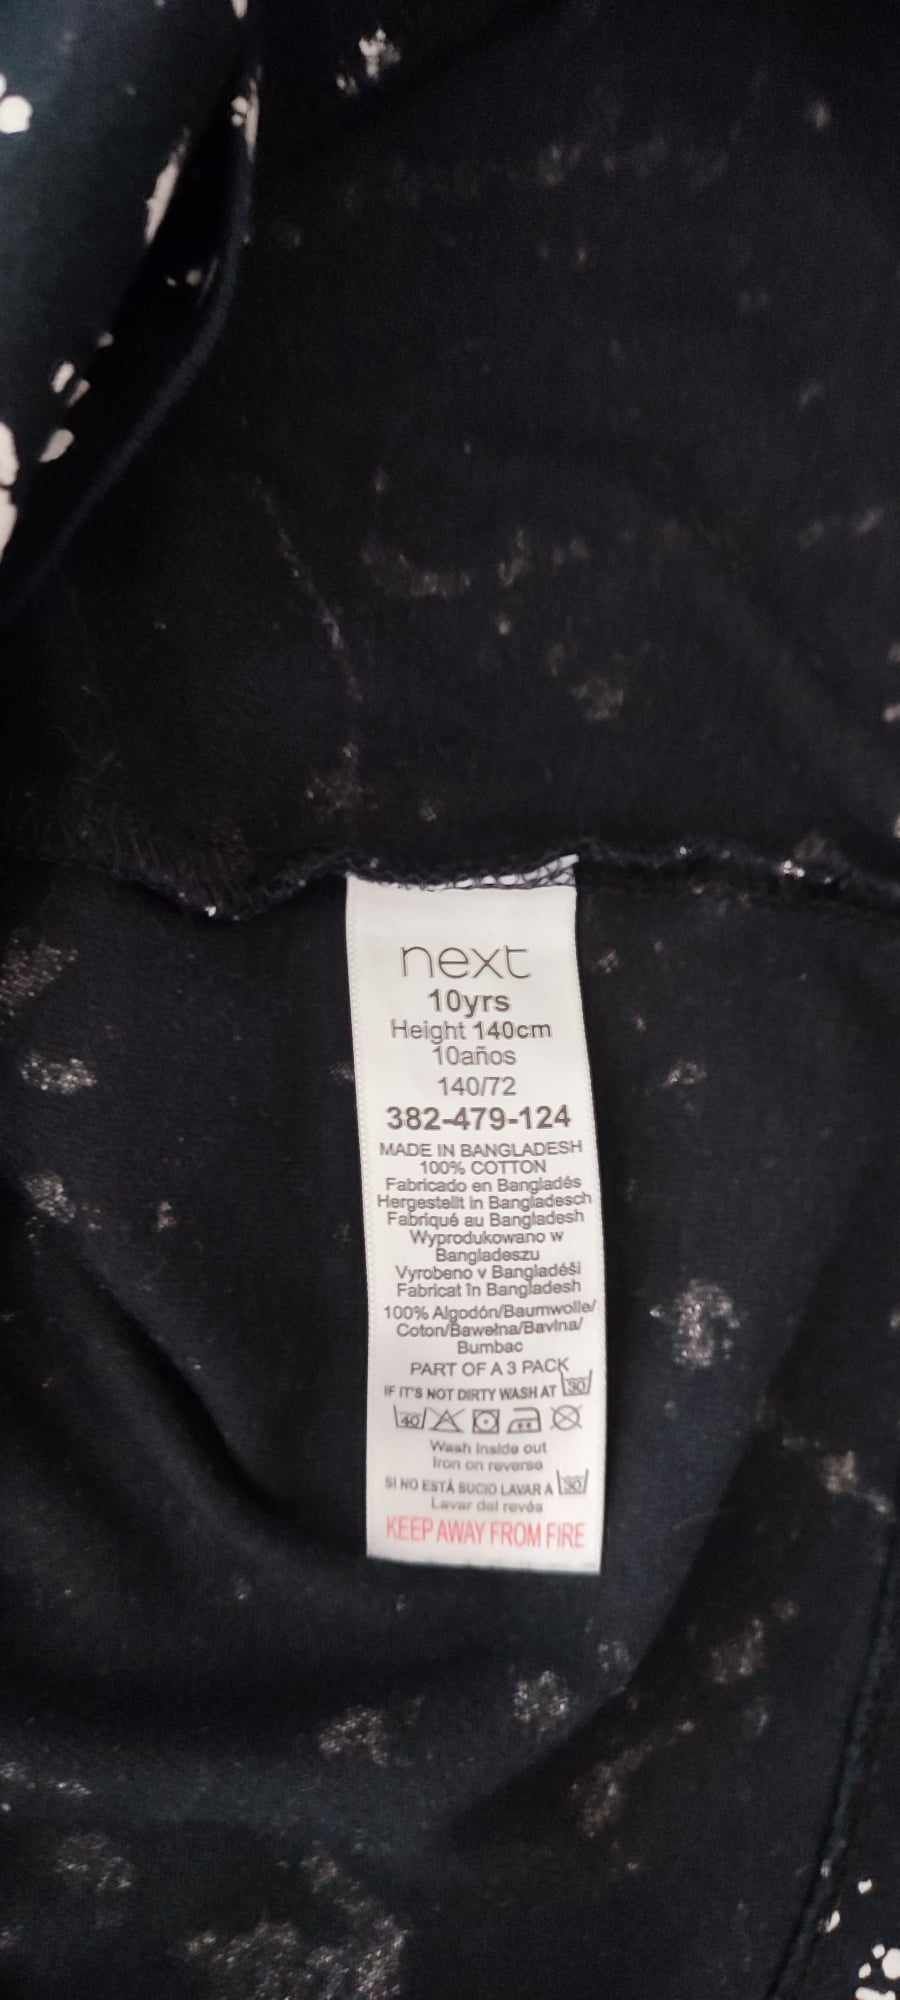 next
10yrs
Height 140cm
10años
140/72
382-479-124
MADE IN BANGLADESH
100% COTTON
Fabricado en Bangladés
Hergestellt in Bangladesch
Fabriqué au Bangladesh
Wyprodukowano w
Bangladeszu
Vyrobeno v Bangladéši
Fabricat în Bangladesh
100% Algodón/Baumwolle/
Coton/Bawełna/Bavlna/
Bumbac
PART OF A 3 PACK
IF IT'S NOT DIRTY WASH AT 30
40
Wash inside out
Iron on reverse
SI NO ESTÁ SUCIO LAVAR A 30
Lavar del revés
KEEP AWAY FROM FIRE